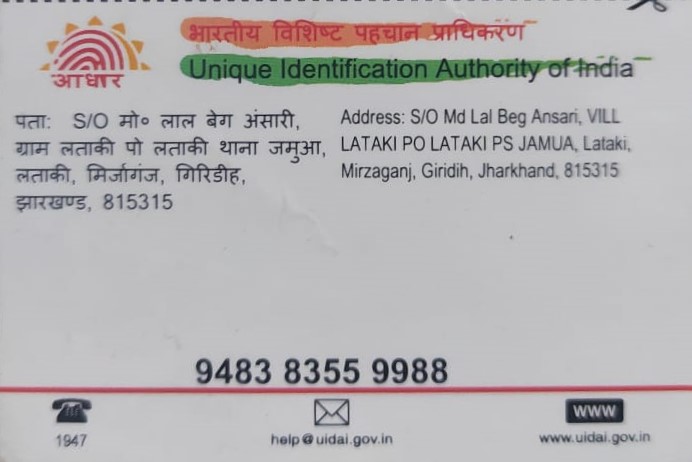 भारतीय विशिष्ट पहचान प्राधिकरण
Unique Identification Authority of India
आधार
पता: S/O मो० लाल बेग अंसारी,
ग्राम लताकी पो लताकी थाना जमुआ,
लताकी, मिर्जागंज, गिरिडीह,
झारखण्ड, 815315
Address: S/O Md Lal Beg Ansari, VILL
LATAKI PO LATAKI PS JAMUA, Lataki,
Mirzaganj, Giridih, Jharkhand, 815315
9483 8355 9988
1947
help@uidai.gov.in
www
www.uidai.gov.in